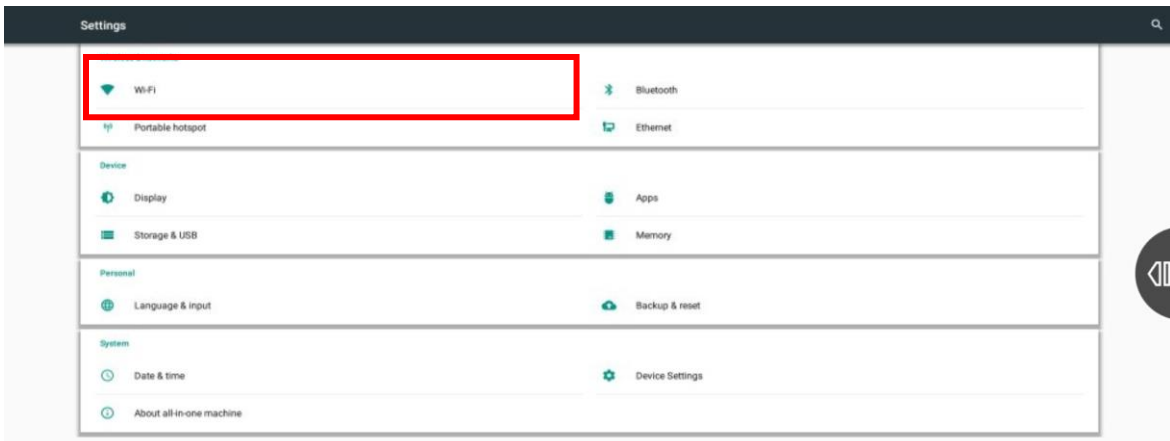 Settings
Wi-Fi
Bluetooth
Portable hotspot
Ethernet
Device
Display
Apps
Storage & USB
Memory
Personal
Language & input
Backup & reset
System
Date & time
Device Settings
About all-in-one machine